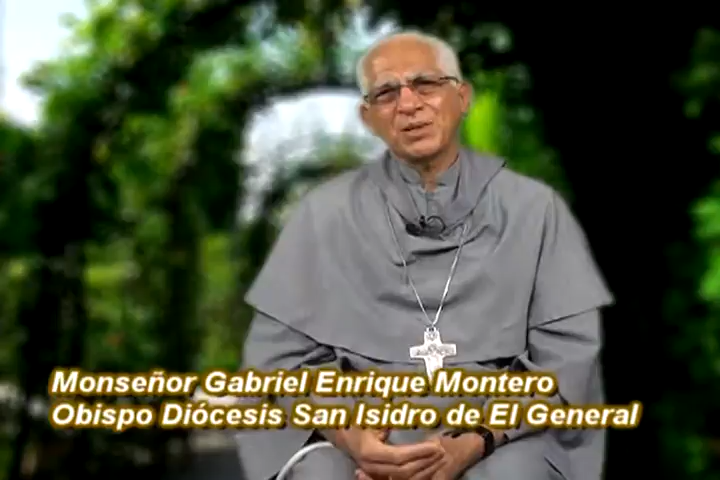 Monseñor Gabriel Enrique Montero
Obispo Diócesis San Isidro de El General